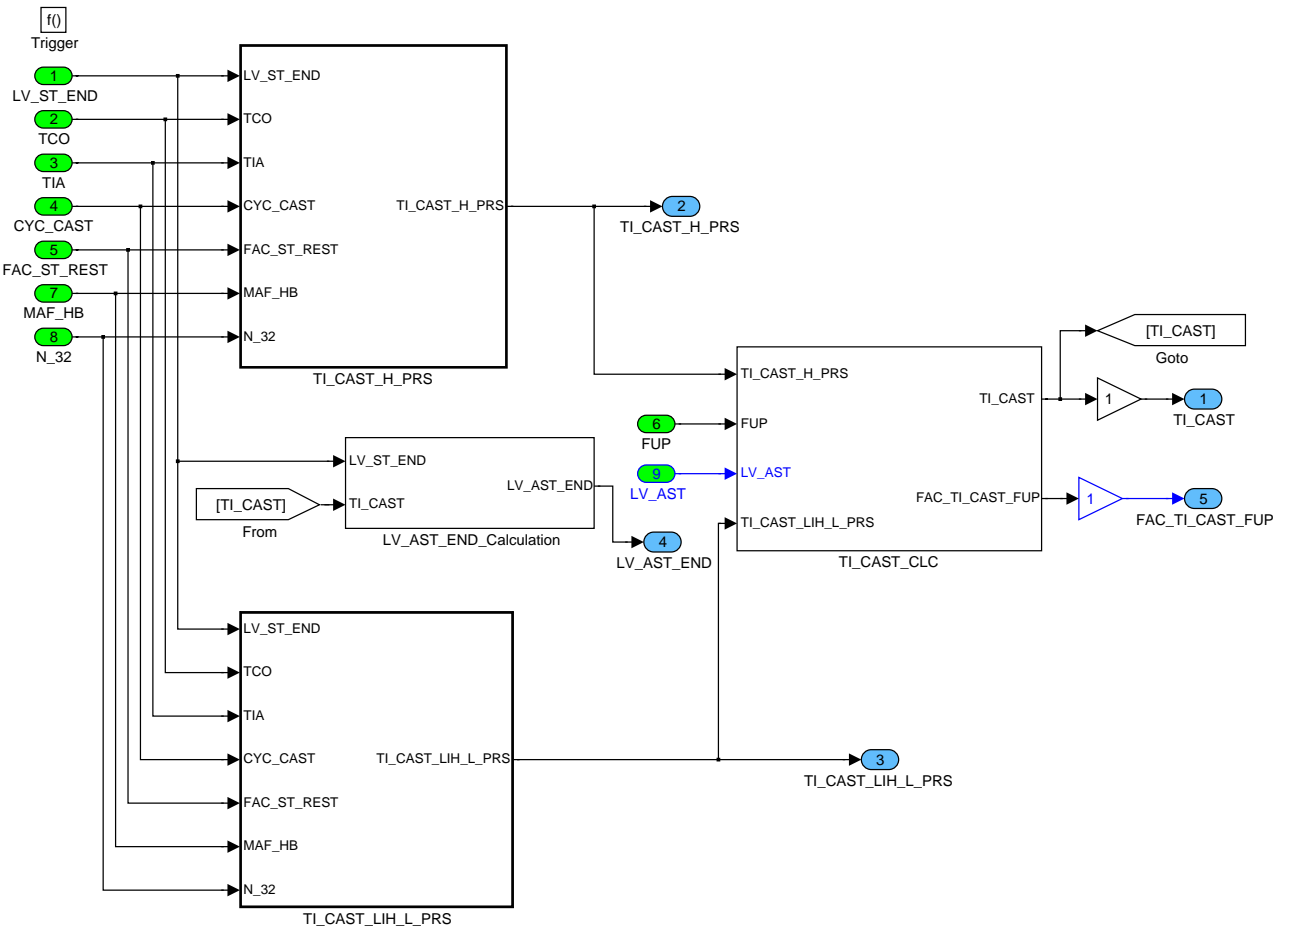 f()
Trigger
1
LV_ST_END
2
TCO
3
TIA
4
CYC_CAST
5
FAC_ST_REST
7
MAF_HB
8
N_32
LV_ST_END
TCO
TIA
CYC_CAST
FAC_ST_REST
MAF_HB
N_32
TI_CAST_H_PRS
TI_CAST_H_PRS
2
TI_CAST_H_PRS
[TI_CAST]
From
LV_ST_END
TI_CAST
LV_AST_END
LV_AST_END_Calculation
4
LV_AST_END
6
FUP
9
LV_AST
TI_CAST_H_PRS
FUP
LV_AST
TI_CAST_LIH_L_PRS
TI_CAST
FAC_TI_CAST_FUP
TI_CAST_CLC
[TI_CAST]
Goto
1
1
TI_CAST
1
5
FAC_TI_CAST_FUP
LV_ST_END
TCO
TIA
CYC_CAST
FAC_ST_REST
MAF_HB
N_32
TI_CAST_LIH_L_PRS
TI_CAST_LIH_L_PRS
3
TI_CAST_LIH_L_PRS